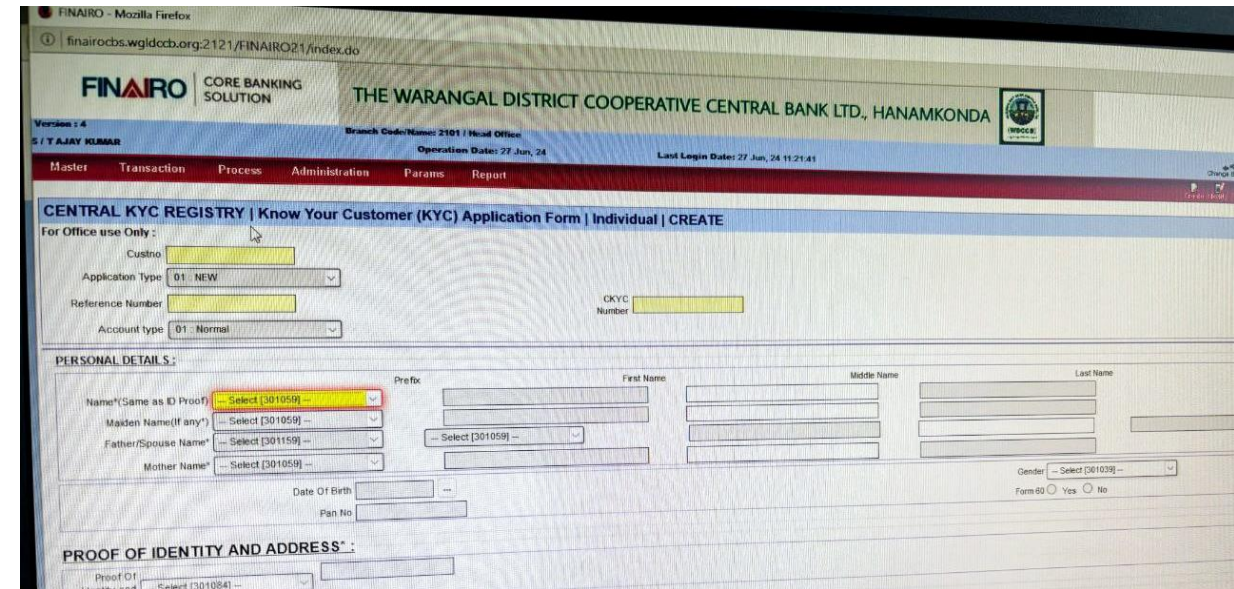 FINAIRO - Mozilla Firefox
finairocbs.wgldccb.org:2121/FINAIRO21/index.do
FINAIRO CORE BANKING SOLUTION
THE WARANGAL DISTRICT COOPERATIVE CENTRAL BANK LTD., HANAMKONDA
(WDCCB)
Version : 4
S / T AJAY KUMAR
Branch Code/Name: 2101 / Head Office
Operation Date: 27 Jun, 24
Last Login Date: 27 Jun, 24 11:21:41
Master Transaction Process Administration Params Report
CENTRAL KYC REGISTRY | Know Your Customer (KYC) Application Form | Individual | CREATE
For Office use Only :
Custno
Application Type 01 : NEW
Reference Number CKYC Number
Account type 01 : Normal
PERSONAL DETAILS :
Prefix First Name Middle Name Last Name
Name*(Same as ID Proof) -- Select [301059] --
Maiden Name(If any*) -- Select [301059] --
Father/Spouse Name* -- Select [301159] -- -- Select [301059] --
Mother Name* -- Select [301059] --
Date Of Birth --- Gender -- Select [301039] --
Pan No Form 60 Yes No
PROOF OF IDENTITY AND ADDRESS* :
Proof Of
Select [301084] --